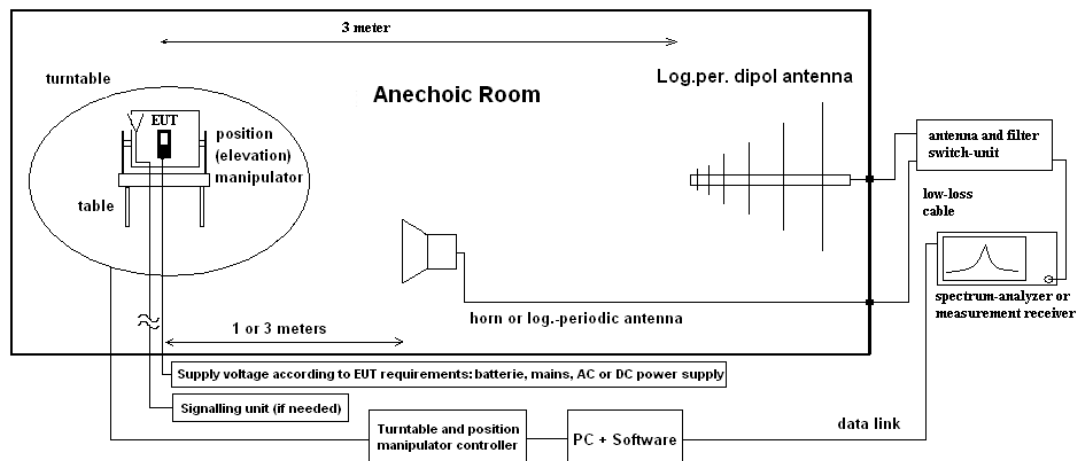 3 meter
turntable
Log.per. dipol antenna
Anechoic Room
EUT
position
(elevation)
manipulator
table
antenna and filter
switch-unit
low-loss
cable
spectrum-analyzer or
measurement receiver
horn or log.-periodic antenna
1 or 3 meters
Supply voltage according to EUT requirements: batterie, mains, AC or DC power supply
Signalling unit (if needed)
Turntable and position
manipulator controller
PC + Software
data link